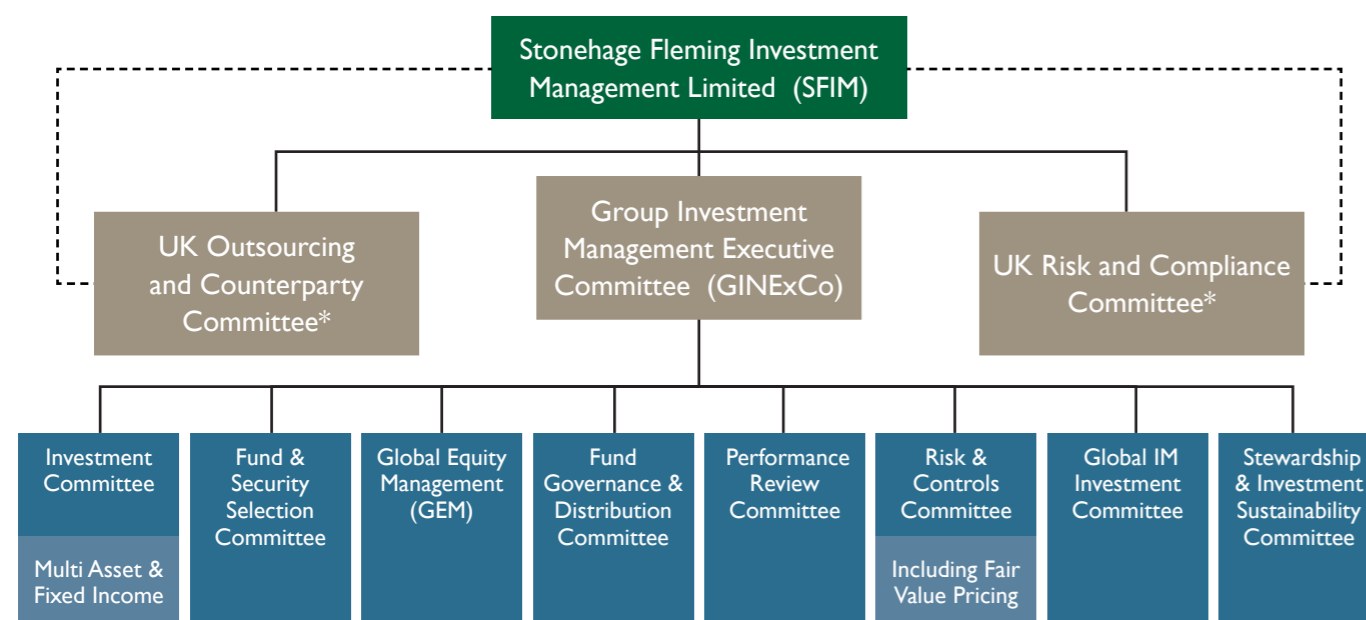 Stonehage Fleming Investment
Management Limited (SFIM)
UK Outsourcing
and Counterparty
Committee*
Group Investment
Management Executive
Committee (GINExCo)
UK Risk and Compliance
Committee*
Investment
Committee
Multi Asset &
Fixed Income
Fund &
Security
Selection
Committee
Global Equity
Management
(GEM)
Fund
Governance &
Distribution
Committee
Performance
Review
Committee
Risk &
Controls
Committee
Including Fair
Value Pricing
Global IM
Investment
Committee
Stewardship
& Investment
Sustainability
Committee